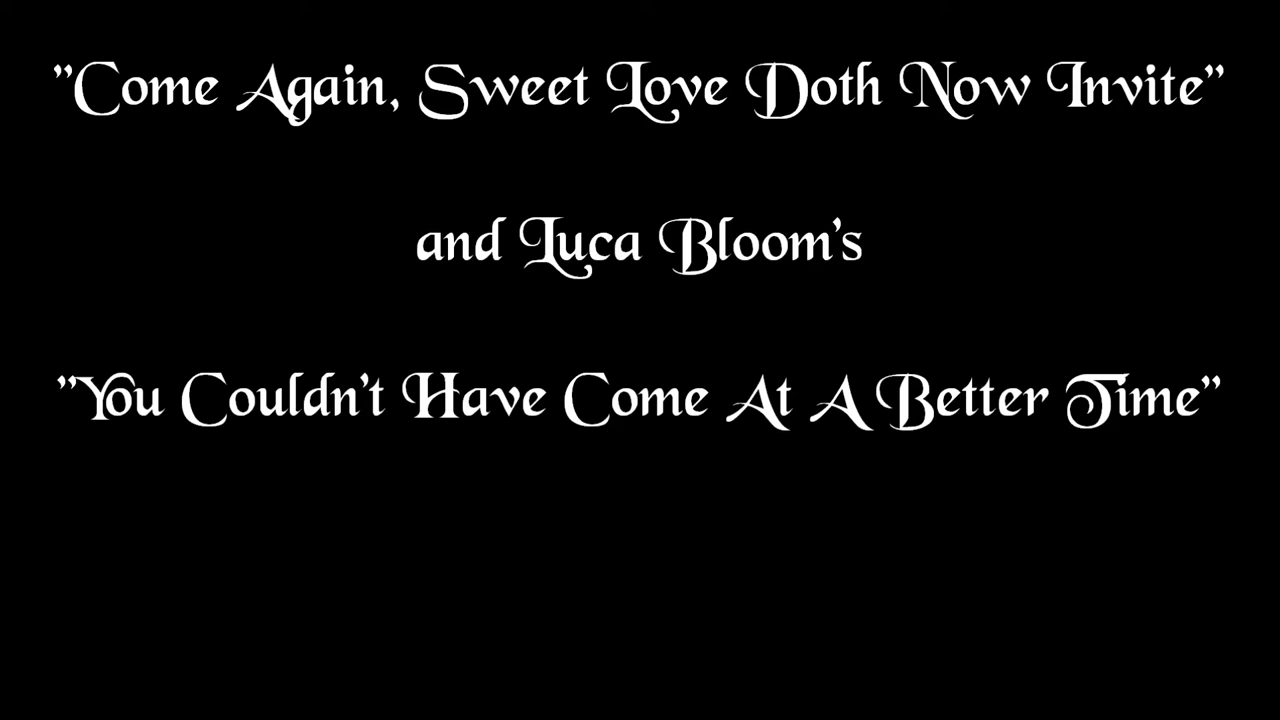 "Come Again, Sweet Love Doth Now Invite"
and Luca Bloom's
"You Couldn't Have Come At A Better Time"